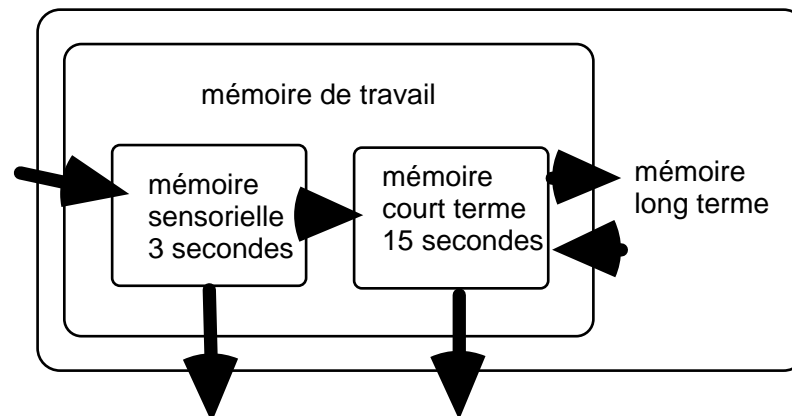 mémoire de travail
mémoire
sensorielle
3 secondes
mémoire
court terme
15 secondes
mémoire
long terme